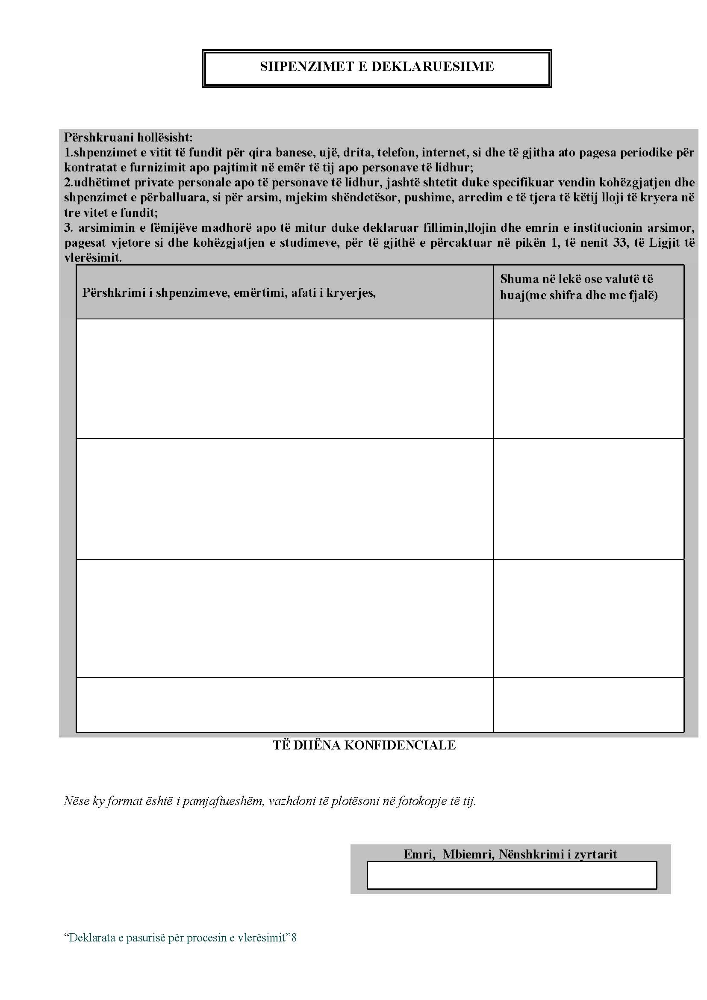 SHPENZIMET E DEKLARUESHME
Përshkruani hollësisht:
1.shpenzimet e vitit të fundit për qira banese, ujë, drita, telefon, internet, si dhe të gjitha ato pagesa periodike për
kontratat e furnizimit apo pajtimit në emër të tij apo personave të lidhur;
2.udhëtimet private personale apo të personave të lidhur, jashtë shtetit duke specifikuar vendin kohëzgjatjen dhe
shpenzimet e përballuara, si për arsim, mjekim shëndetësor, pushime, arredim e të tjera të këtij lloji të kryera në
tre vitet e fundit;
3. arsimimin e fëmijëve madhorë apo të mitur duke deklaruar fillimin,llojin dhe emrin e institucionin arsimor,
pagesat vjetore si dhe kohëzgjatjen e studimeve, për të gjithë e përcaktuar në pikën 1, të nenit 33, të Ligjit të
vlerësimit.
Përshkrimi i shpenzimeve, emërtimi, afati i kryerjes,
Shuma në lekë ose valutë të
huaj(me shifra dhe me fjalë)
TË DHËNA KONFIDENCIALE
Nëse ky format është i pamjaftueshëm, vazhdoni të plotësoni në fotokopje të tij.
Emri, Mbiemri, Nënshkrimi i zyrtarit
“Deklarata e pasurisë për procesin e vlerësimit”8